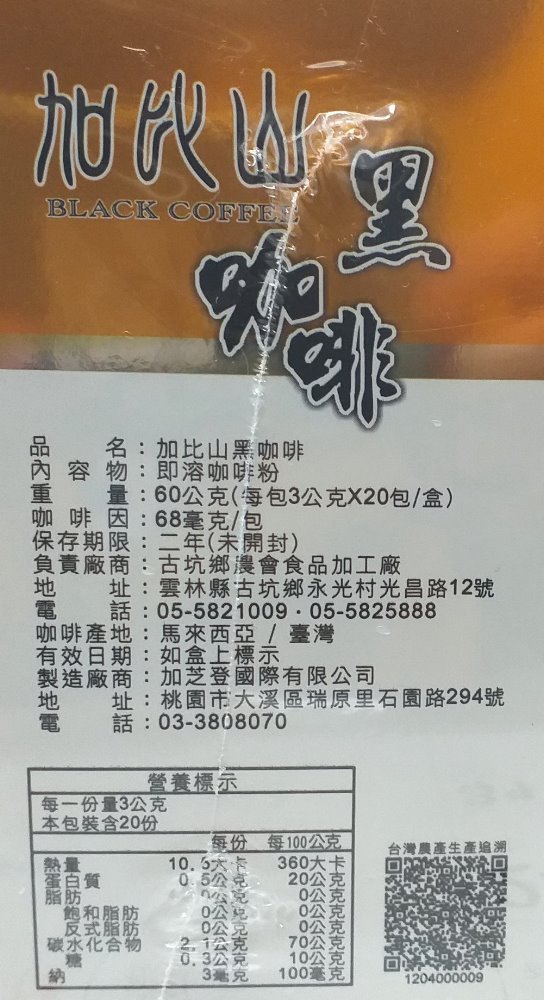 加比山
BLACK COFFEE
黑
咖
啡
品 名：加比山黑咖啡
內 容 物：即溶咖啡粉
重 量：60公克(每包3公克X20包/盒)
咖 啡 因：68毫克/包
保存期限：二年(未開封)
負責廠商：古坑鄉農會食品加工廠
地 址：雲林縣古坑鄉永光村光昌路12號
電 話：05-5821009·05-5825888
咖啡產地：馬來西亞 / 臺灣
有效日期：如盒上標示
製造廠商：加芝登國際有限公司
地 址：桃園市大溪區瑞原里石園路294號
電 話：03-3808070
營養標示
每一份量3公克
本包裝含20份
每份 每100公克
熱量 10.8大卡 360大卡
蛋白質 0.6公克 20公克
脂肪 0公克 0公克
飽和脂肪 0公克 0公克
反式脂肪 0公克 0公克
碳水化合物 2.1公克 70公克
糖 0.3公克 10公克
鈉 3毫克 100毫克
台灣農產生產追溯
1204000009